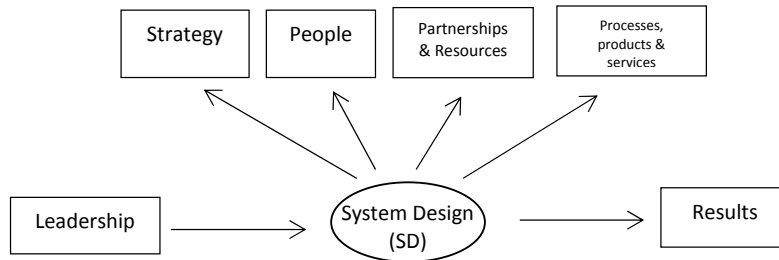 Strategy
People
Partnerships
& Resources
Processes,
products &
services
Leadership
System Design
(SD)
Results